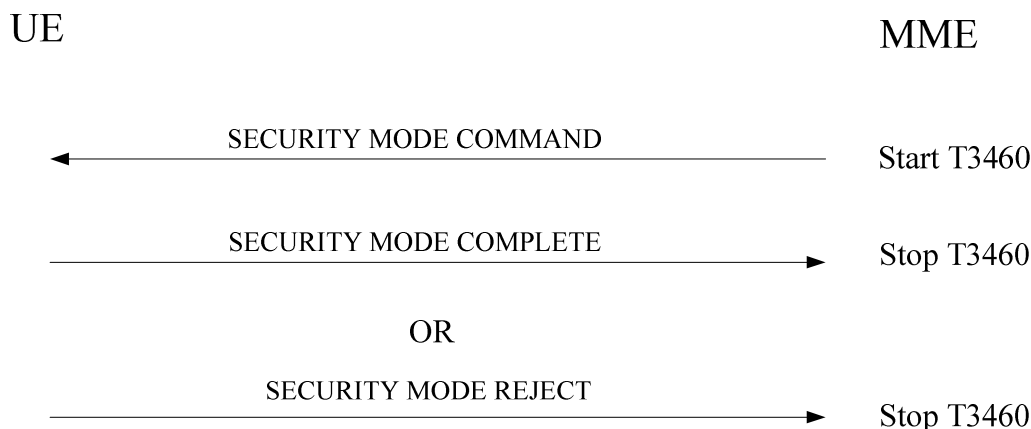 UE
MME
SECURITY MODE COMMAND
Start T3460
SECURITY MODE COMPLETE
Stop T3460
OR
SECURITY MODE REJECT
Stop T3460